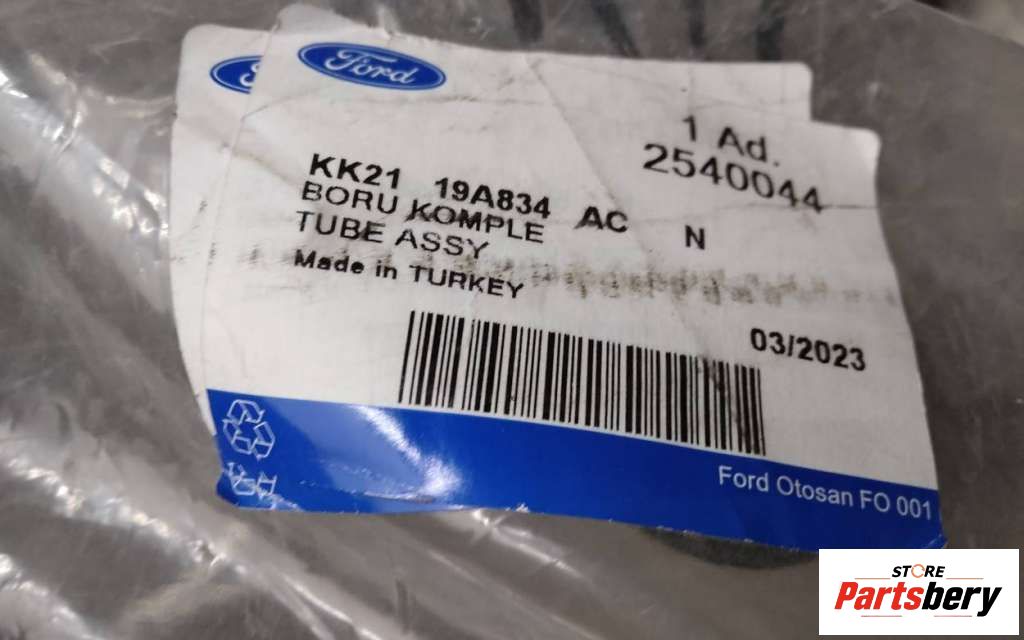 Ford
1 Ad.
2540044
KK21 19A834 AC N
BORU KOMPLE
TUBE ASSY
Made in TURKEY
03/2023
Ford Otosan FO 001
STORE
Partsbery